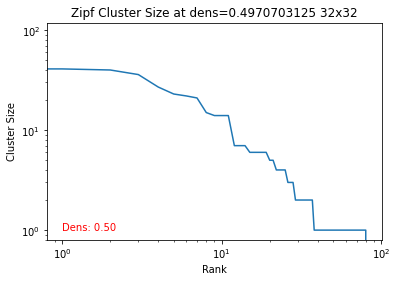 Zipf Cluster Size at dens=0.4970703125 32x32
10²
10¹
10⁰
Cluster Size
Dens: 0.50
10⁰ 10¹ 10²
Rank